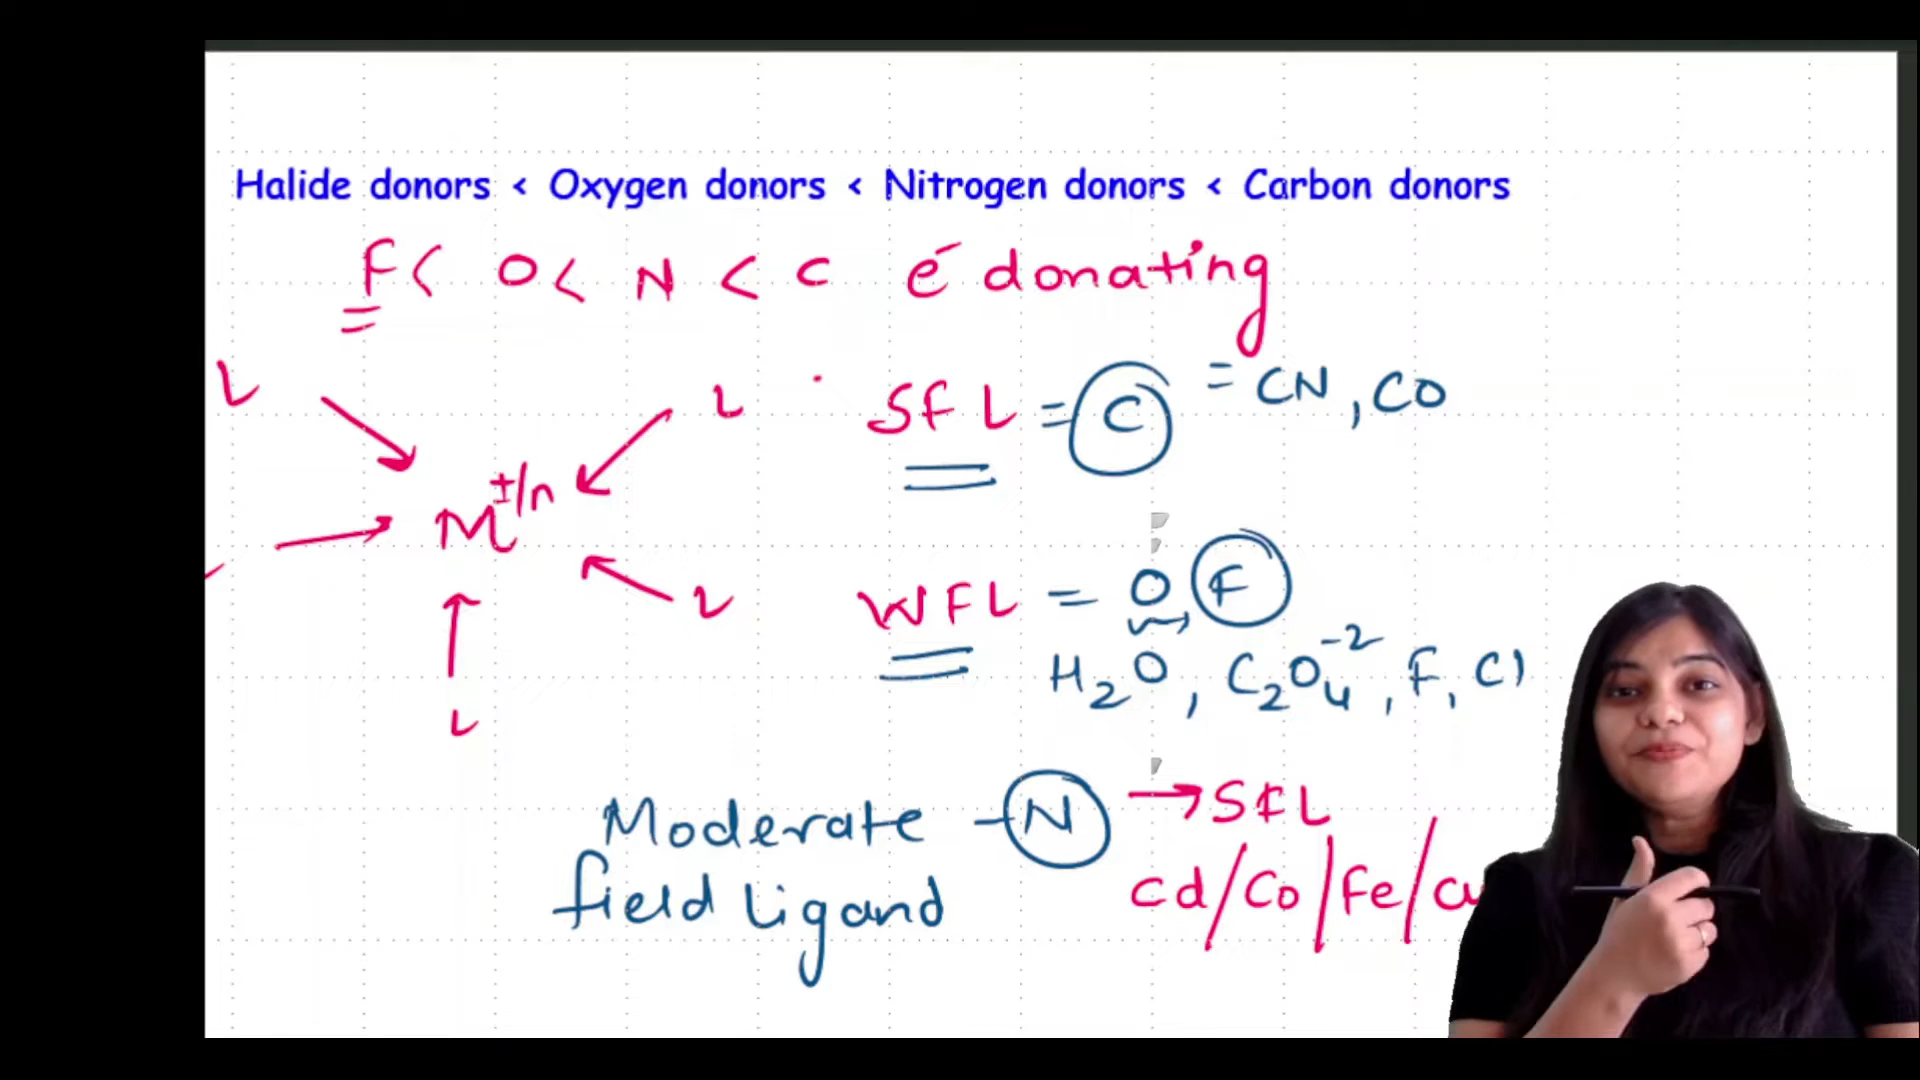 Halide donors < Oxygen donors < Nitrogen donors < Carbon donors
F < O < N < C é donating
L L SFL = C = CN, CO
M±/n
L WFL = O F
H2O, C2O4-2, F, Cl
L
Moderate - N → SFL
field Ligand Cd/Co/Fe/Cu